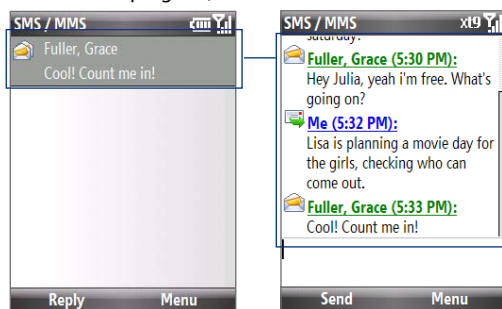 SMS / MMS
Fuller, Grace
Cool! Count me in!
Reply Menu
SMS / MMS xt9
saturday?
Fuller, Grace (5:30 PM):
Hey Julia, yeah i'm free. What's
going on?
Me (5:32 PM):
Lisa is planning a movie day for
the girls, checking who can
come out.
Fuller, Grace (5:33 PM):
Cool! Count me in!
Send Menu